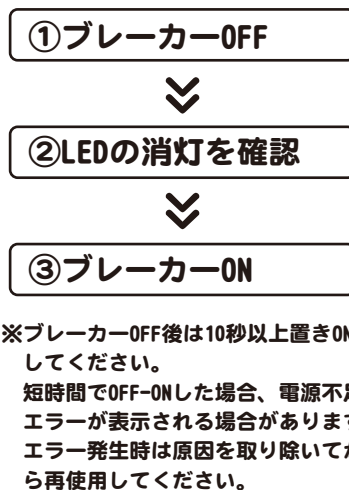 ①ブレーカーOFF
②LEDの消灯を確認
③ブレーカーON
※ブレーカーOFF後は10秒以上置きON
してください。
短時間でOFF-ONした場合、電源不足
エラーが表示される場合があります
エラー発生時は原因を取り除いてか
ら再使用してください。